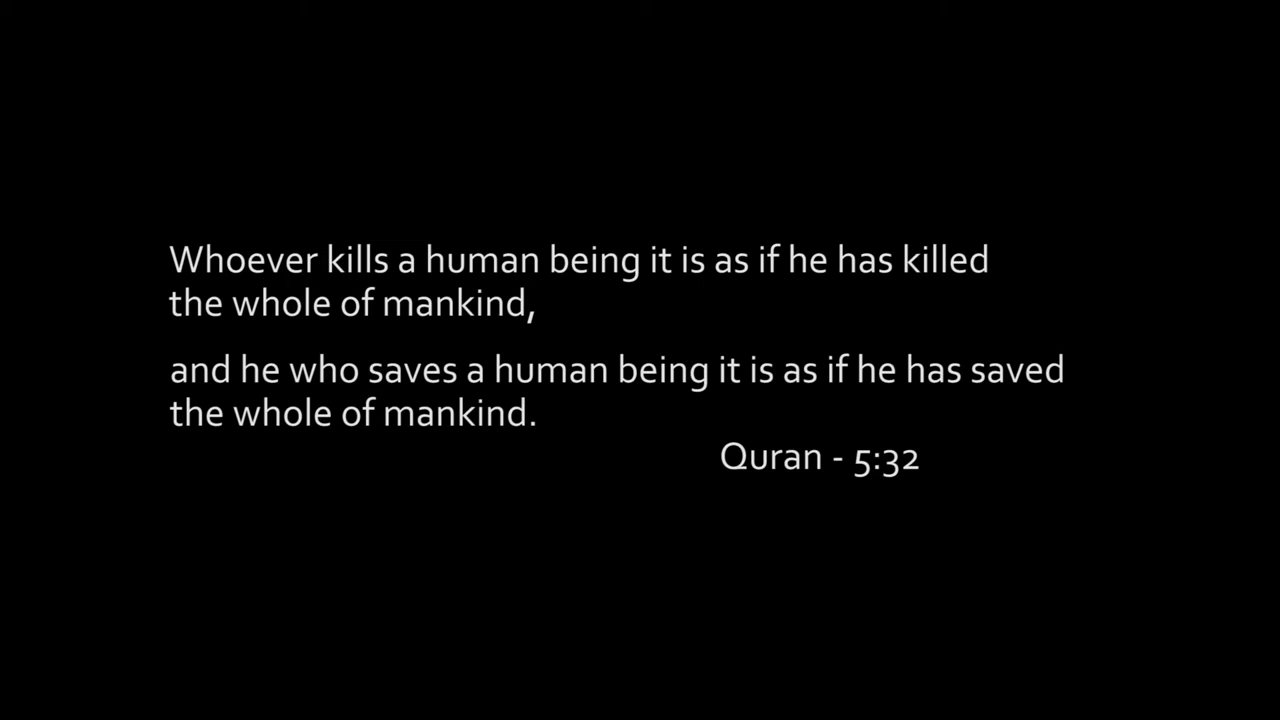 Whoever kills a human being it is as if he has killed
the whole of mankind,
and he who saves a human being it is as if he has saved
the whole of mankind.
Quran - 5:32